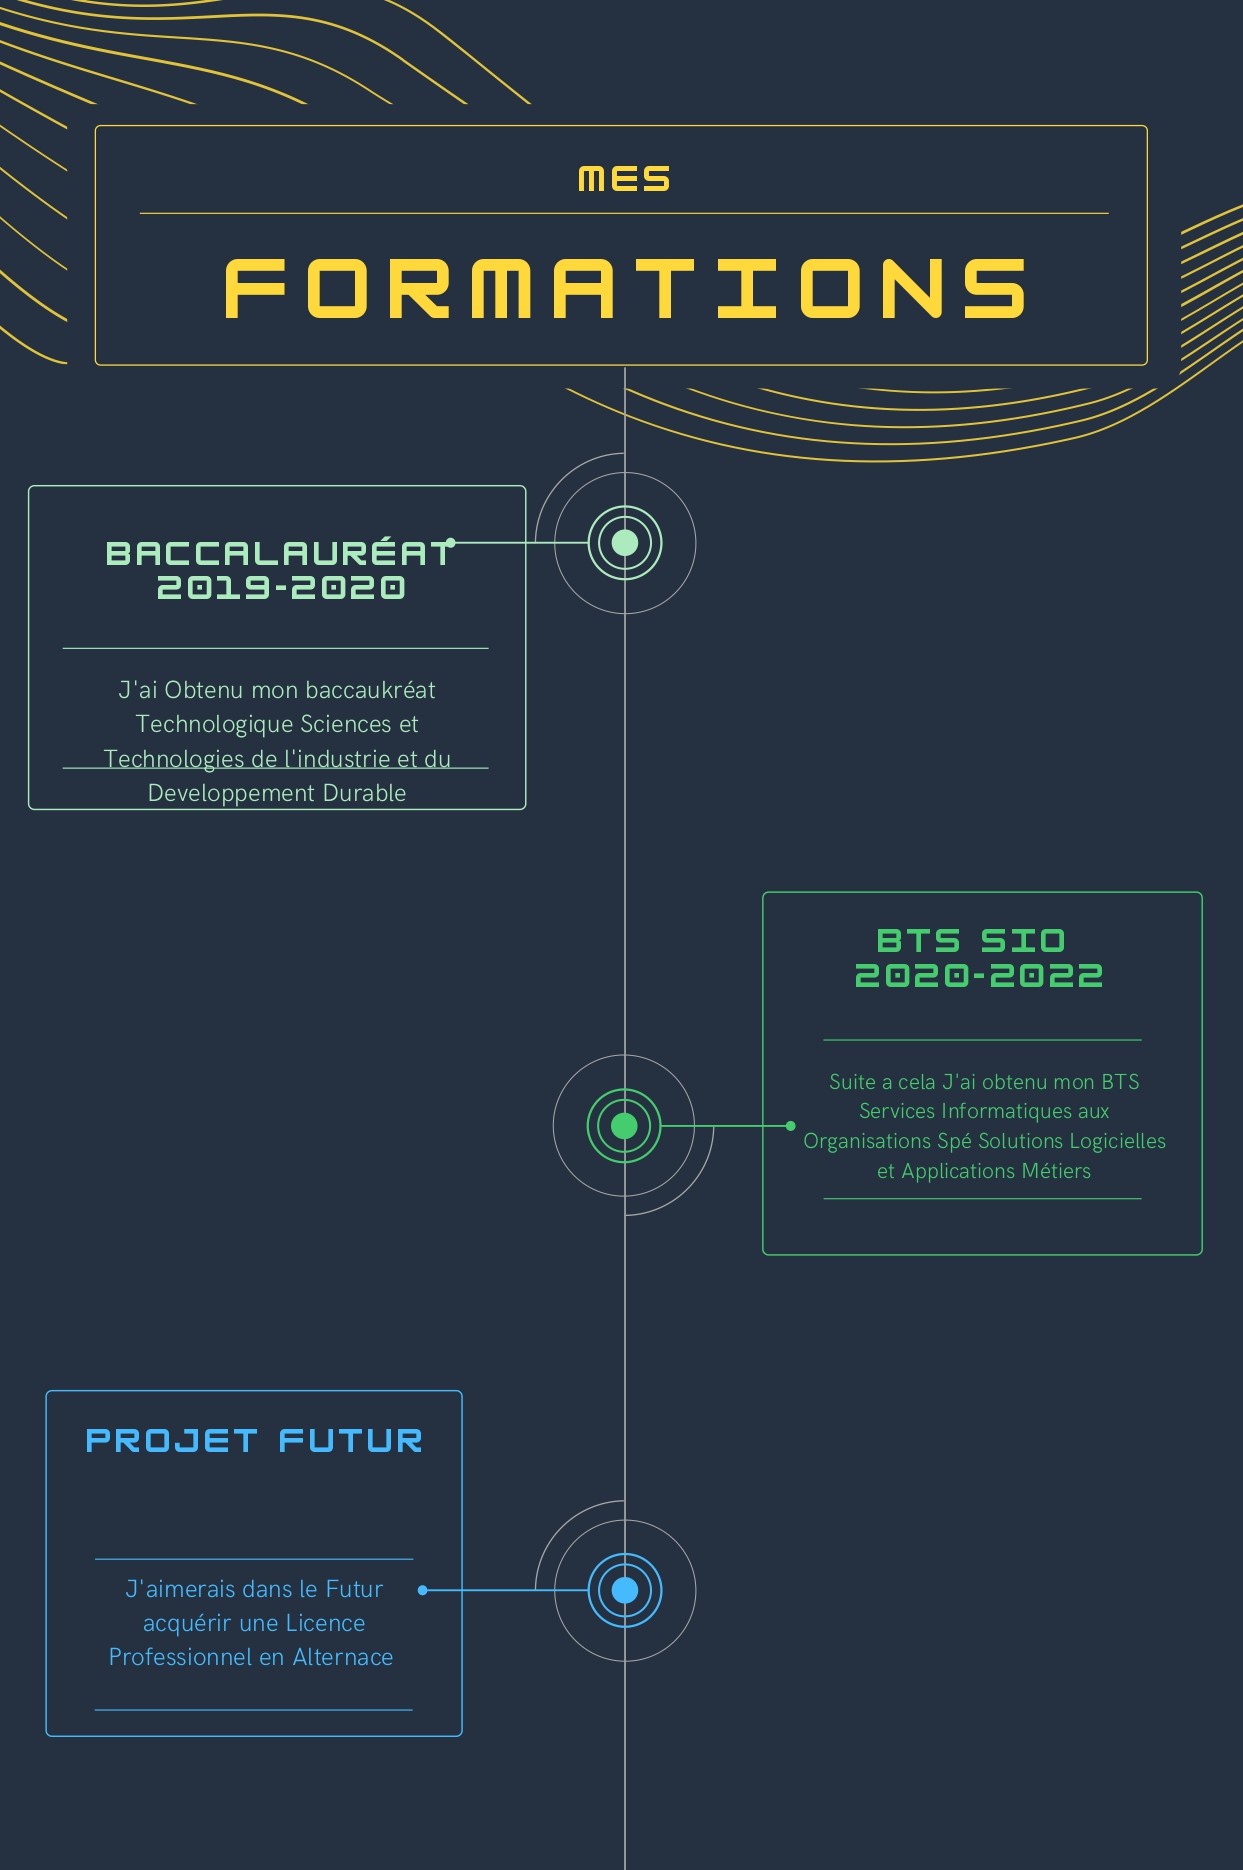 MES
FORMATIONS
BACCALAURÉAT
2019-2020
J'ai Obtenu mon baccaukréat
Technologique Sciences et
Technologies de l'industrie et du
Developpement Durable
BTS SIO
2020-2022
Suite a cela J'ai obtenu mon BTS
Services Informatiques aux
Organisations Spé Solutions Logicielles
et Applications Métiers
PROJET FUTUR
J'aimerais dans le Futur
acquérir une Licence
Professionnel en Alternace